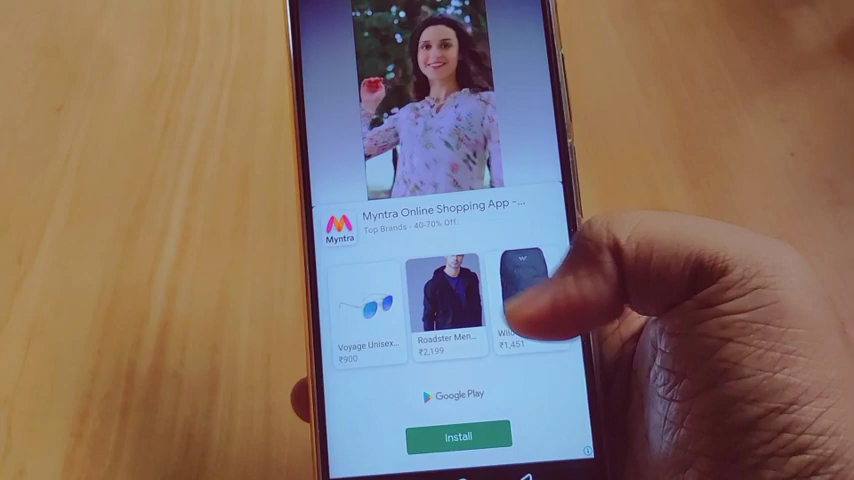 Myntra Online Shopping App -...
Myntra
Top Brands - 40-70% Off
Voyage Unisex...
₹900
Roadster Men...
₹2,199
₹1,451
Google Play
Install